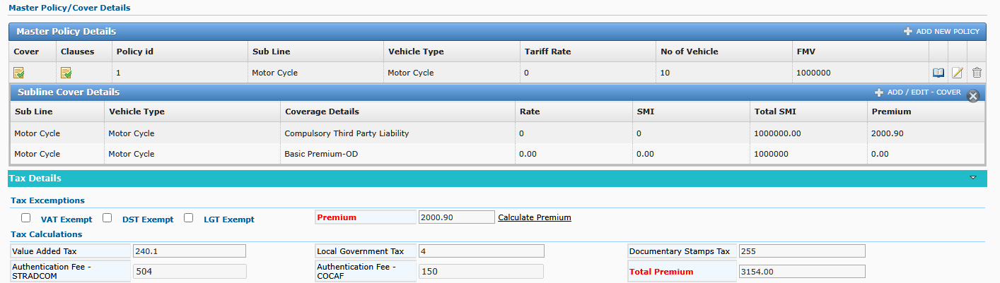 Master Policy/Cover Details
Master Policy Details ADD NEW POLICY
Cover Clauses Policy id Sub Line Vehicle Type Tariff Rate No of Vehicle FMV
1 Motor Cycle Motor Cycle 0 10 1000000
Subline Cover Details ADD / EDIT - COVER
Sub Line Vehicle Type Coverage Details Rate SMI Total SMI Premium
Motor Cycle Motor Cycle Compulsory Third Party Liability 0 0 1000000.00 2000.90
Motor Cycle Motor Cycle Basic Premium-OD 0.00 0.00 1000000 0.00
Tax Details
Tax Excemptions
VAT Exempt DST Exempt LGT Exempt Premium 2000.90 Calculate Premium
Tax Calculations
Value Added Tax 240.1 Local Government Tax 4 Documentary Stamps Tax 255
Authentication Fee - STRADCOM 504 Authentication Fee - COCAF 150 Total Premium 3154.00